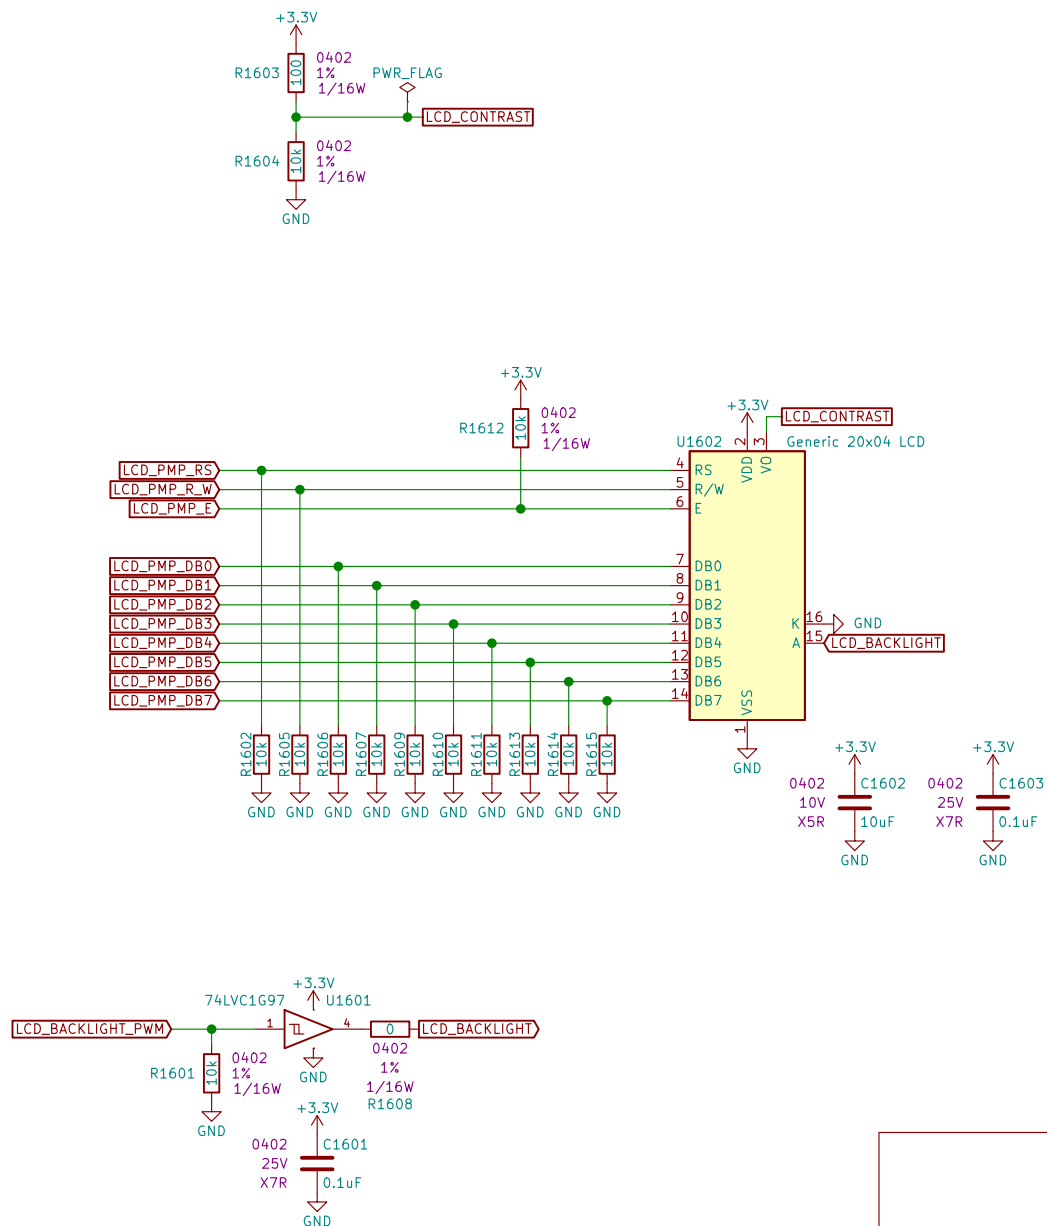 +3.3V
R1603
100
0402
1%
1/16W
PWR_FLAG
LCD_CONTRAST
R1604
10k
0402
1%
1/16W
GND
+3.3V
R1612
10k
0402
1%
1/16W
+3.3V
LCD_CONTRAST
U1602
Generic 20x04 LCD
2
3
VDD
VO
LCD_PMP_RS
4
RS
LCD_PMP_R_W
5
R/W
LCD_PMP_E
6
E
LCD_PMP_DB0
7
DB0
LCD_PMP_DB1
8
DB1
LCD_PMP_DB2
9
DB2
LCD_PMP_DB3
10
DB3
K
16
GND
LCD_PMP_DB4
11
DB4
A
15
LCD_BACKLIGHT
LCD_PMP_DB5
12
DB5
LCD_PMP_DB6
13
DB6
LCD_PMP_DB7
14
DB7
VSS
1
GND
R1602
10k
R1605
10k
R1606
10k
R1607
10k
R1609
10k
R1610
10k
R1611
10k
R1613
10k
R1614
10k
R1615
10k
GND
GND
GND
GND
GND
GND
GND
GND
GND
GND
+3.3V
0402
10V
X5R
C1602
10uF
GND
+3.3V
0402
25V
X7R
C1603
0.1uF
GND
+3.3V
74LVC1G97
U1601
LCD_BACKLIGHT_PWM
1
4
0
LCD_BACKLIGHT
R1601
10k
0402
1%
1/16W
GND
GND
0402
1%
1/16W
R1608
+3.3V
0402
25V
X7R
C1601
0.1uF
GND